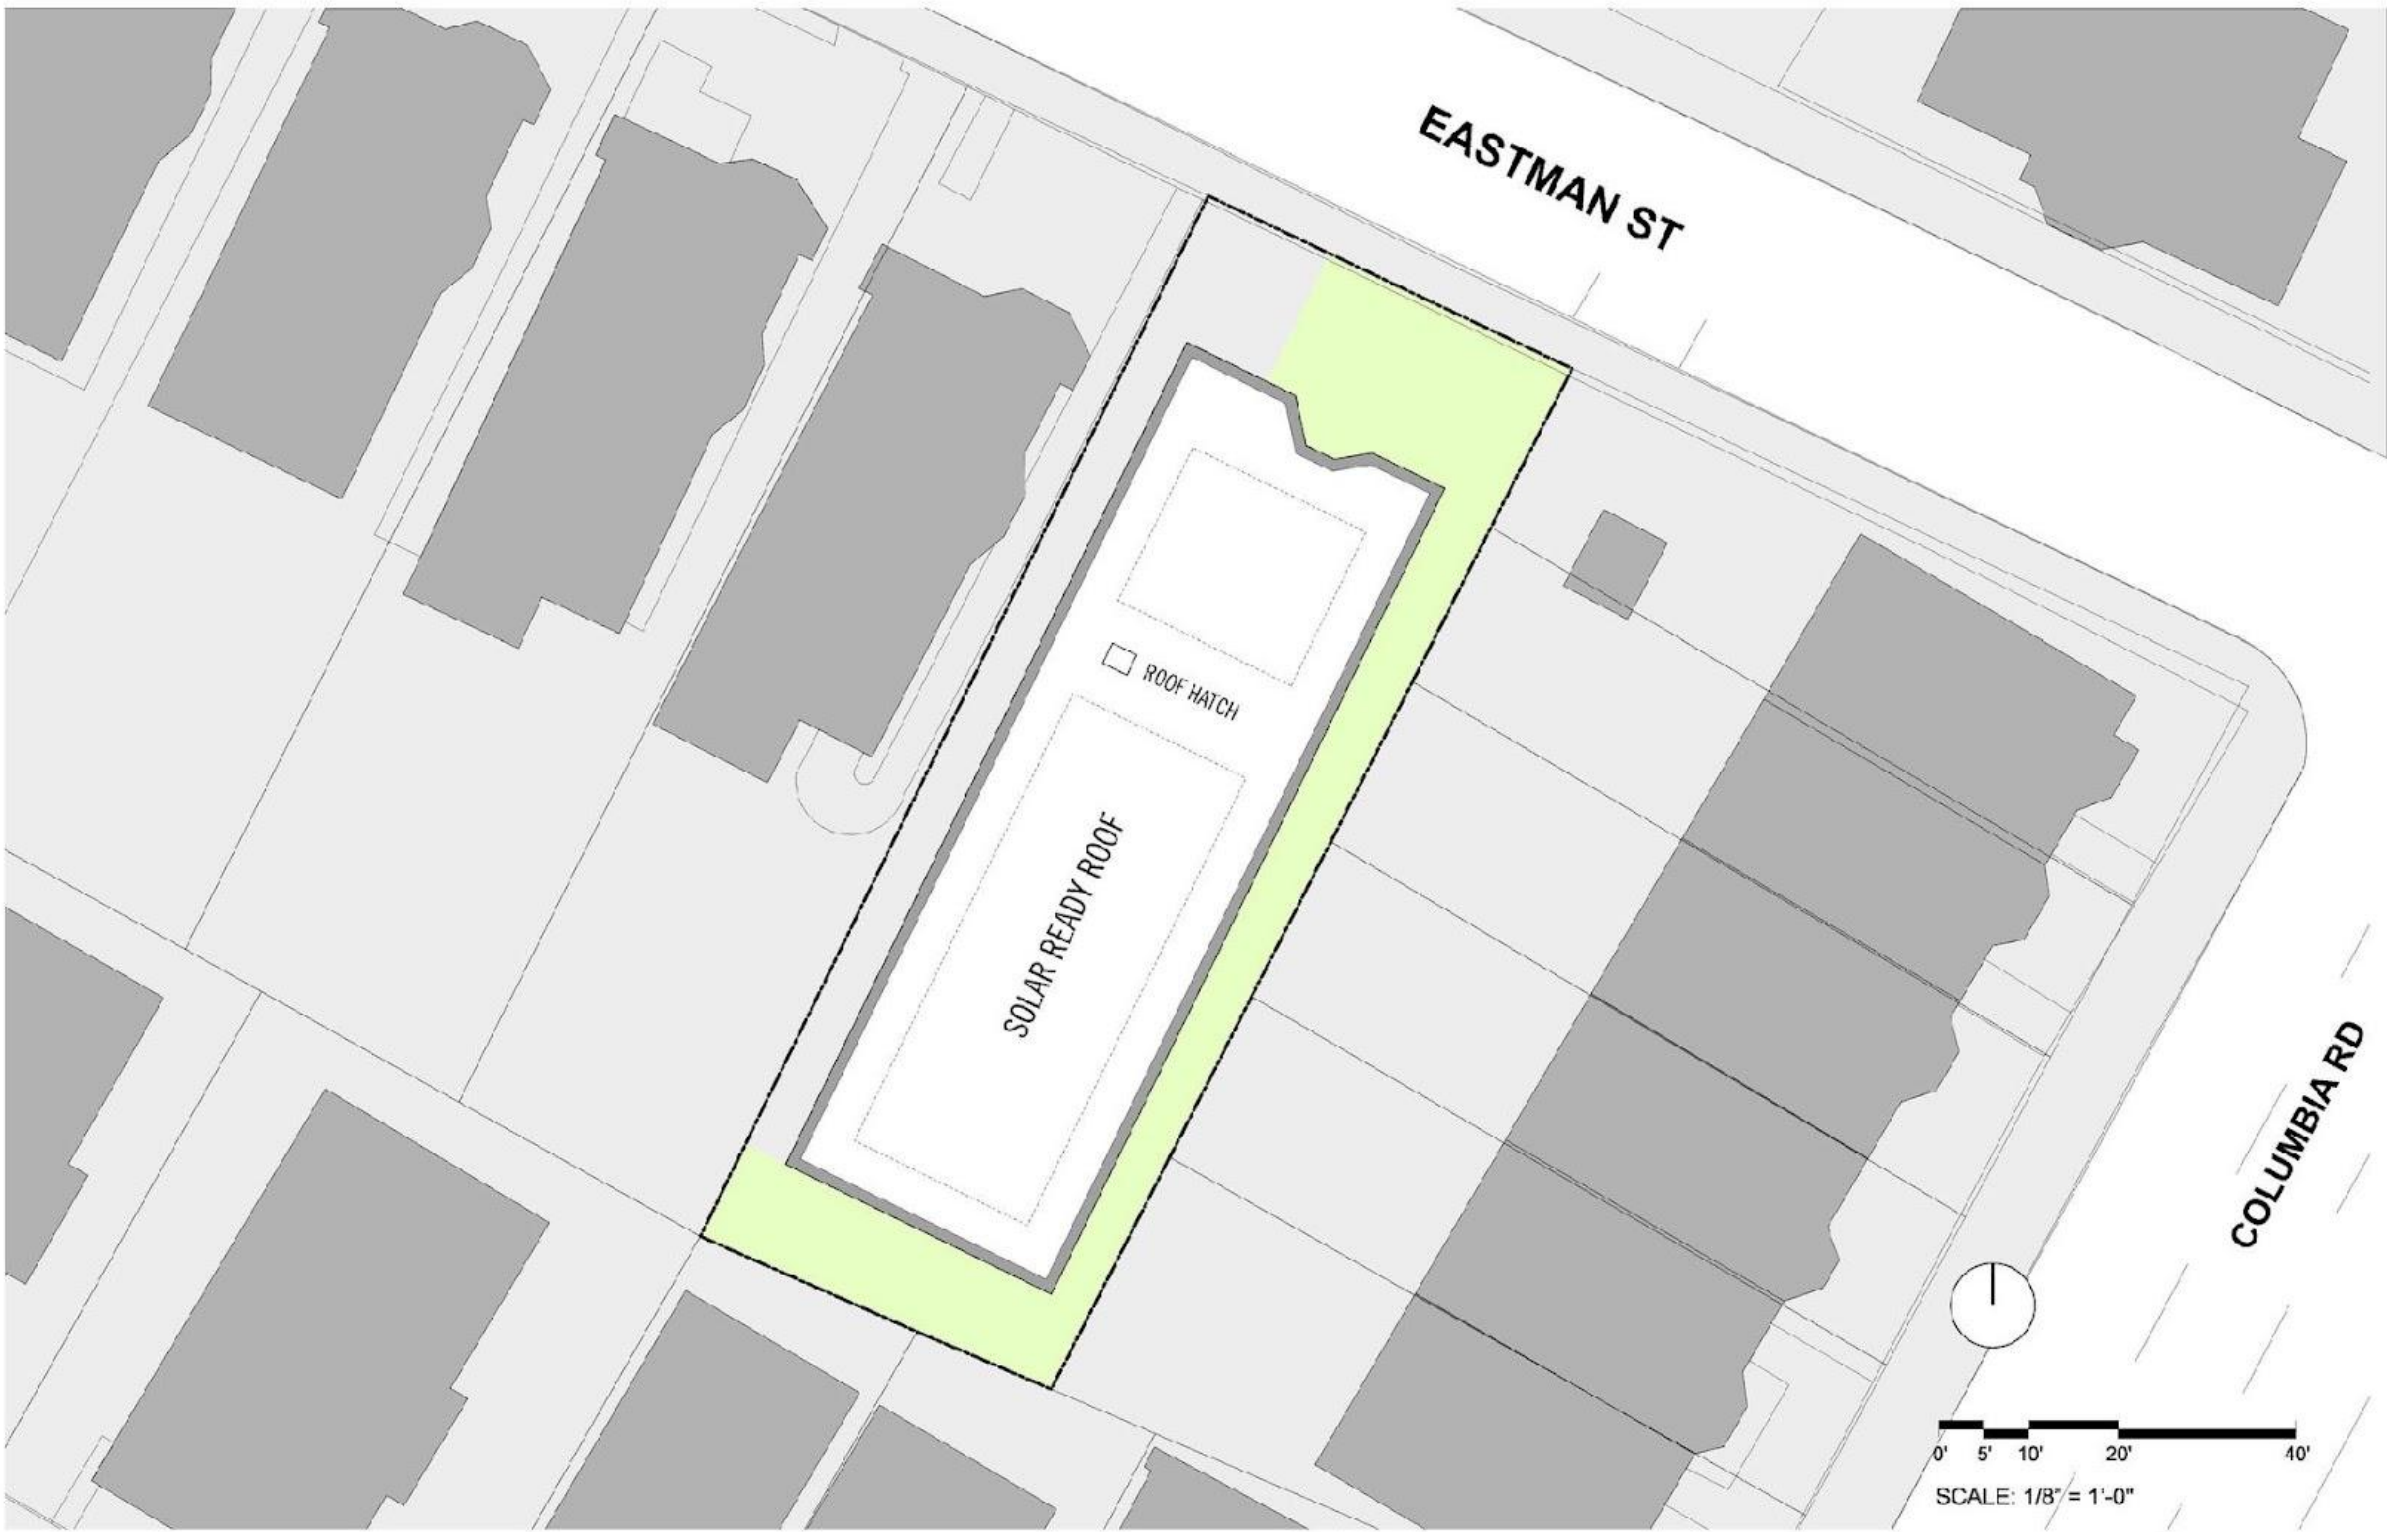 EASTMAN ST
ROOF HATCH
SOLAR READY ROOF
COLUMBIA RD
0' 5' 10' 20' 40'
SCALE: 1/8" = 1'-0"